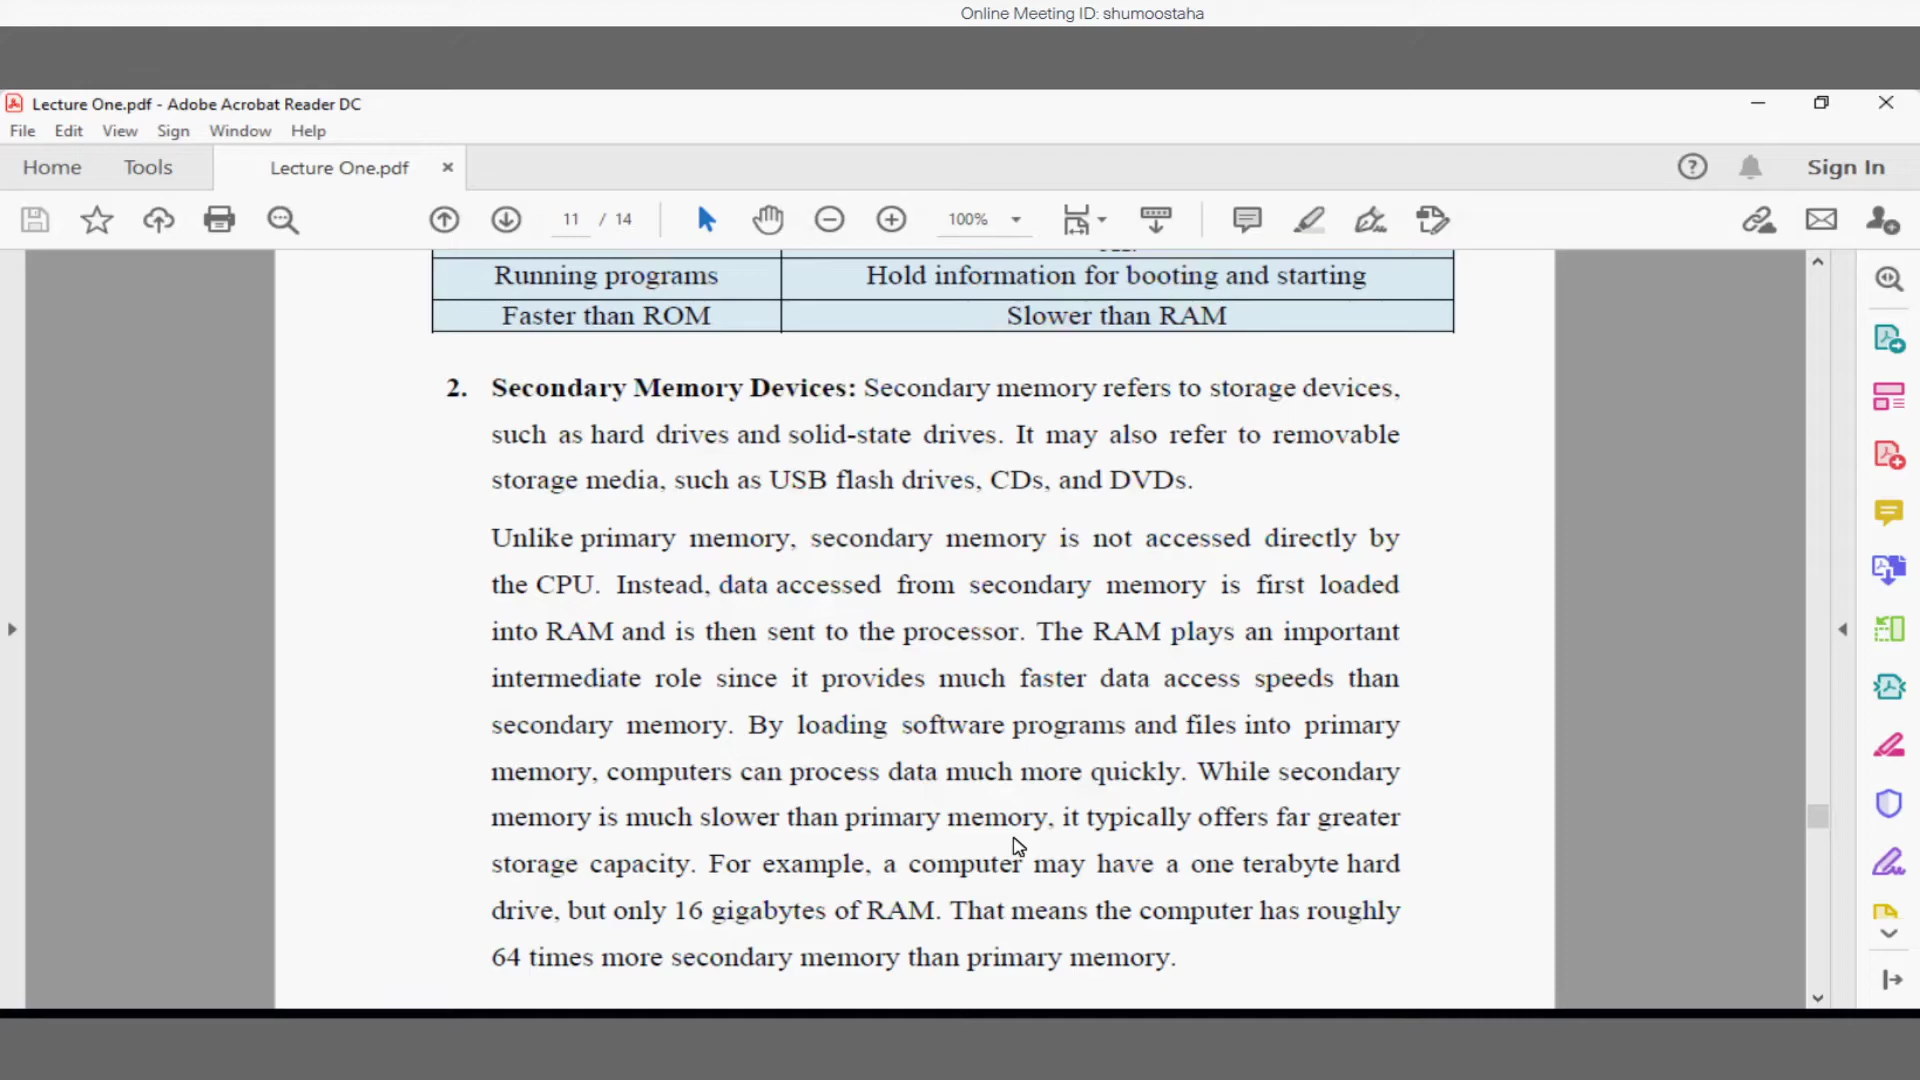 Online Meeting ID: shumoostaha
Lecture One.pdf - Adobe Acrobat Reader DC
File Edit View Sign Window Help
Home Tools Lecture One.pdf × Sign In
11 / 14 100%
Running programs Hold information for booting and starting
Faster than ROM Slower than RAM
2. Secondary Memory Devices: Secondary memory refers to storage devices,
such as hard drives and solid-state drives. It may also refer to removable
storage media, such as USB flash drives, CDs, and DVDs.
Unlike primary memory, secondary memory is not accessed directly by
the CPU. Instead, data accessed from secondary memory is first loaded
into RAM and is then sent to the processor. The RAM plays an important
intermediate role since it provides much faster data access speeds than
secondary memory. By loading software programs and files into primary
memory, computers can process data much more quickly. While secondary
memory is much slower than primary memory, it typically offers far greater
storage capacity. For example, a computer may have a one terabyte hard
drive, but only 16 gigabytes of RAM. That means the computer has roughly
64 times more secondary memory than primary memory.